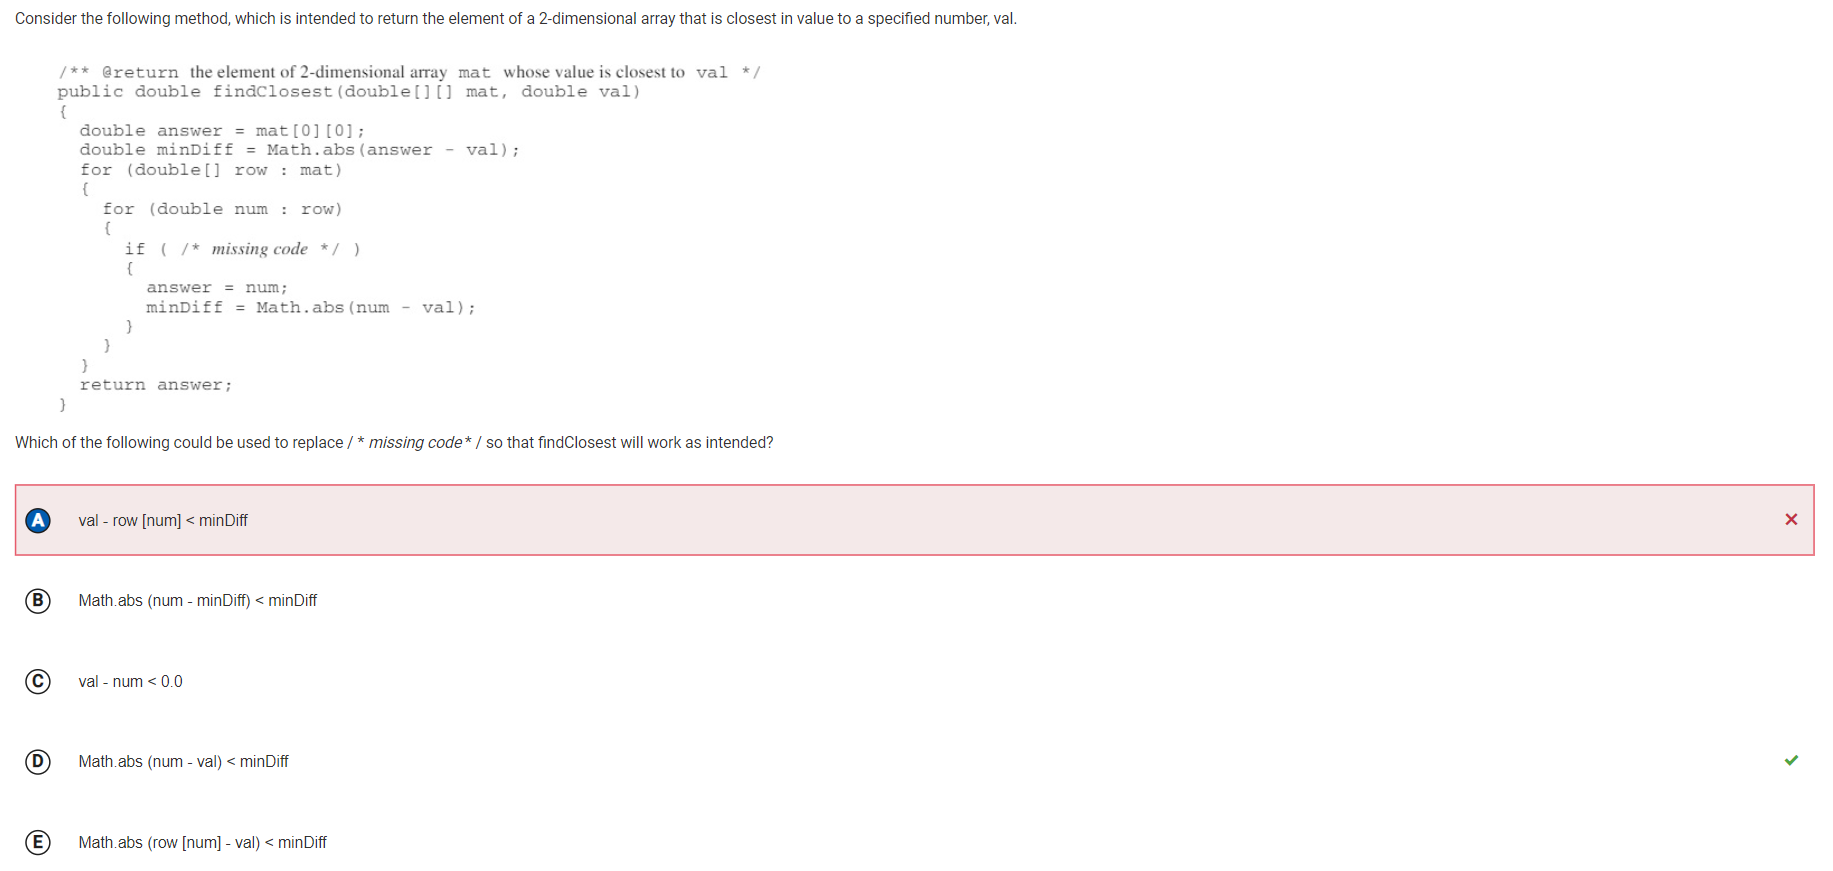 Consider the following method, which is intended to return the element of a 2-dimensional array that is closest in value to a specified number, val.
/** @return the element of 2-dimensional array mat whose value is closest to val */
public double findClosest(double[][] mat, double val)
{
double answer = mat[0][0];
double minDiff = Math.abs(answer - val);
for (double[] row : mat)
{
for (double num : row)
{
if ( /* missing code */ )
{
answer = num;
minDiff = Math.abs(num - val);
}
}
}
return answer;
}
Which of the following could be used to replace / * missing code* / so that findClosest will work as intended?
A val - row [num] < minDiff
B Math.abs (num - minDiff) < minDiff
C val - num < 0.0
D Math.abs (num - val) < minDiff
E Math.abs (row [num] - val) < minDiff